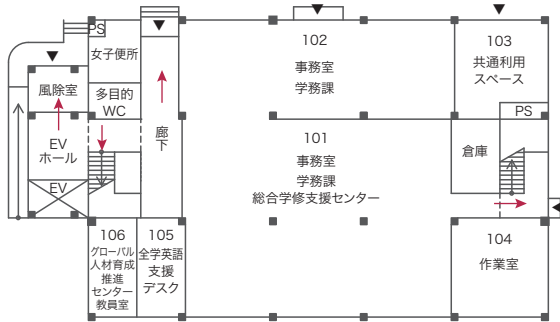 PS
女子便所
多目的
WC
風除室
EV
ホール
EV
廊
下
102
事務室
学務課
103
共通利用
スペース
PS
101
事務室
学務課
総合学修支援センター
倉庫
106
グローバル
人材育成
推進
センター
教員室
105
全学英語
支援
デスク
104
作業室